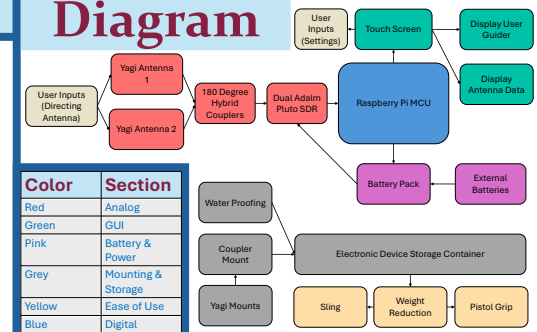 Diagram
User
Inputs
(Settings)
Touch Screen
Display User
Guider
Display
Antenna Data
User Inputs
(Directing
Antenna)
Yagi Antenna
1
Yagi Antenna 2
180 Degree
Hybrid
Couplers
Dual Adalm
Pluto SDR
Raspberry Pi MCU
Battery Pack
External
Batteries
Color Section
Red Analog
Green GUI
Pink Battery &
Power
Grey Mounting &
Storage
Yellow Ease of Use
Blue Digital
Water Proofing
Coupler
Mount
Yagi Mounts
Electronic Device Storage Container
Sling
Weight
Reduction
Pistol Grip